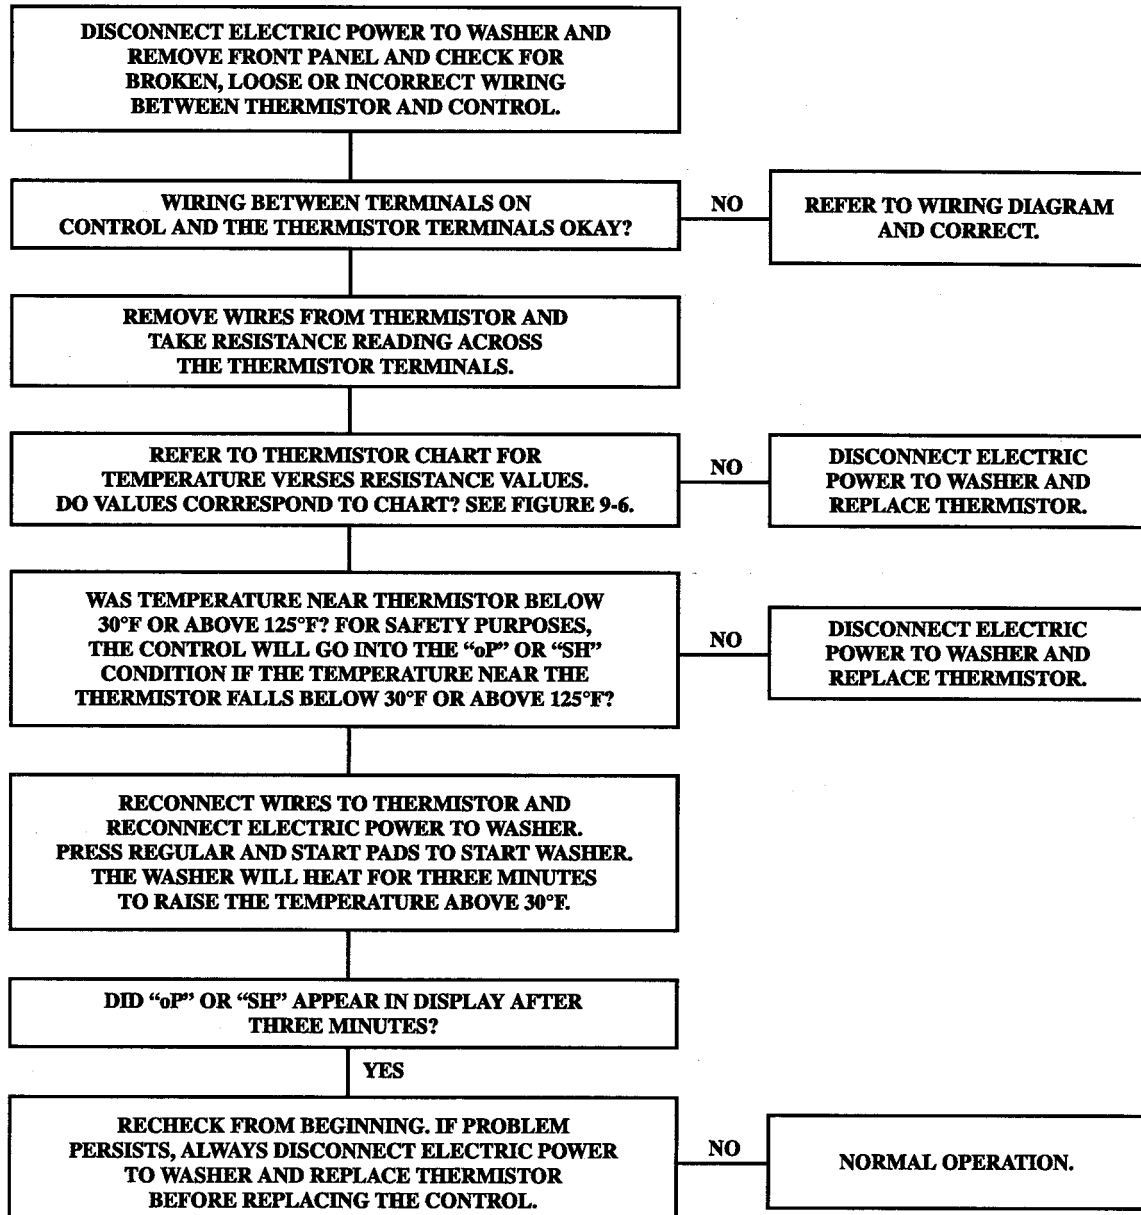 DISCONNECT ELECTRIC POWER TO WASHER AND
REMOVE FRONT PANEL AND CHECK FOR
BROKEN, LOOSE OR INCORRECT WIRING
BETWEEN THERMISTOR AND CONTROL.
WIRING BETWEEN TERMINALS ON
CONTROL AND THE THERMISTOR TERMINALS OKAY?
NO
REFER TO WIRING DIAGRAM
AND CORRECT.
REMOVE WIRES FROM THERMISTOR AND
TAKE RESISTANCE READING ACROSS
THE THERMISTOR TERMINALS.
REFER TO THERMISTOR CHART FOR
TEMPERATURE VERSES RESISTANCE VALUES.
DO VALUES CORRESPOND TO CHART? SEE FIGURE 9-6.
NO
DISCONNECT ELECTRIC
POWER TO WASHER AND
REPLACE THERMISTOR.
WAS TEMPERATURE NEAR THERMISTOR BELOW
30°F OR ABOVE 125°F? FOR SAFETY PURPOSES,
THE CONTROL WILL GO INTO THE “oP” OR “SH”
CONDITION IF THE TEMPERATURE NEAR THE
THERMISTOR FALLS BELOW 30°F OR ABOVE 125°F?
NO
DISCONNECT ELECTRIC
POWER TO WASHER AND
REPLACE THERMISTOR.
RECONNECT WIRES TO THERMISTOR AND
RECONNECT ELECTRIC POWER TO WASHER.
PRESS REGULAR AND START PADS TO START WASHER.
THE WASHER WILL HEAT FOR THREE MINUTES
TO RAISE THE TEMPERATURE ABOVE 30°F.
DID “oP” OR “SH” APPEAR IN DISPLAY AFTER
THREE MINUTES?
YES
RECHECK FROM BEGINNING. IF PROBLEM
PERSISTS, ALWAYS DISCONNECT ELECTRIC POWER
TO WASHER AND REPLACE THERMISTOR
BEFORE REPLACING THE CONTROL.
NO
NORMAL OPERATION.